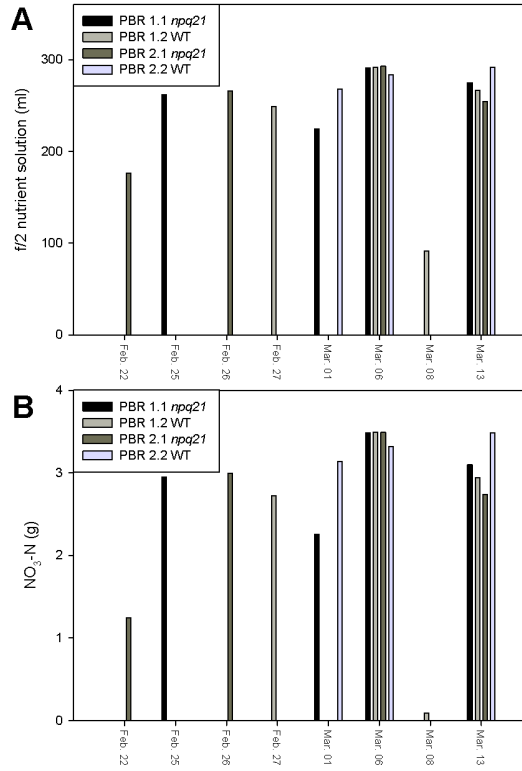 A
PBR 1.1 npq21
PBR 1.2 WT
PBR 2.1 npq21
PBR 2.2 WT
f/2 nutrient solution (ml)
300
200
100
0
Feb. 22
Feb. 25
Feb. 26
Feb. 27
Mar. 01
Mar. 06
Mar. 08
Mar. 13
B
PBR 1.1 npq21
PBR 1.2 WT
PBR 2.1 npq21
PBR 2.2 WT
NO3-N (g)
4
3
2
1
0
Feb. 22
Feb. 25
Feb. 26
Feb. 27
Mar. 01
Mar. 06
Mar. 08
Mar. 13